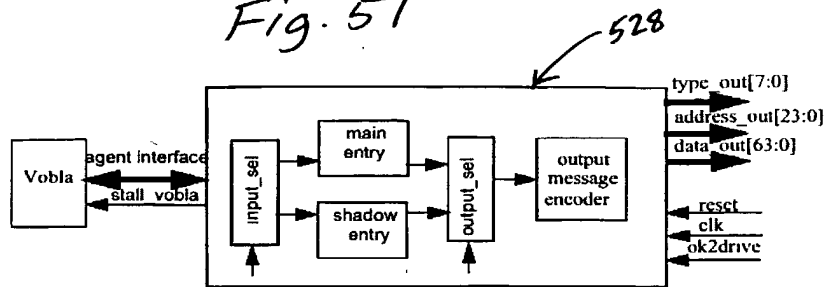 Fig. 51
528
type_out[7:0]
address_out[23:0]
data_out[63:0]
Vobla
agent interface
stall_vobla
input_sel
main
entry
shadow
entry
output_sel
output
message
encoder
reset
clk
ok2drive